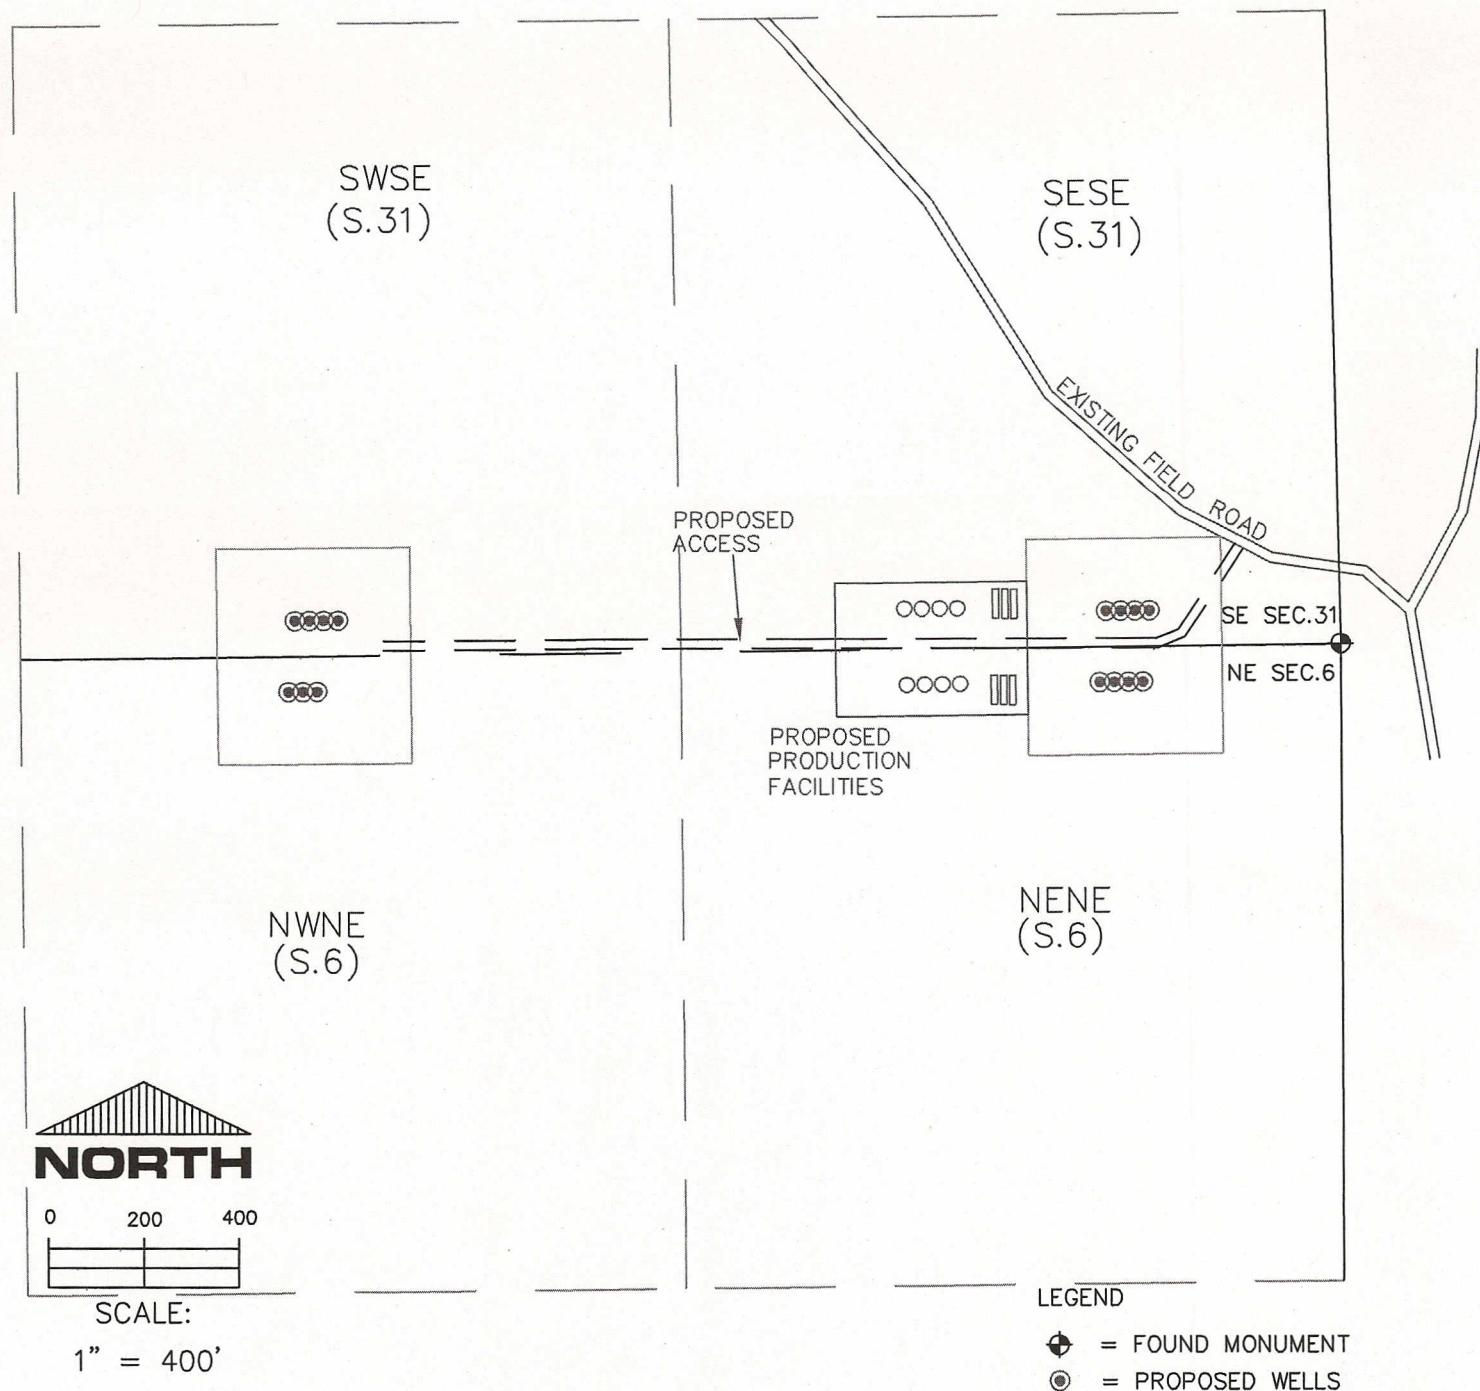 SWSE
(S.31)
SESE
(S.31)
EXISTING FIELD ROAD
PROPOSED
ACCESS
SE SEC.31
NE SEC.6
PROPOSED
PRODUCTION
FACILITIES
NWNE
(S.6)
NENE
(S.6)
NORTH
0 200 400
SCALE:
1" = 400'
LEGEND
= FOUND MONUMENT
= PROPOSED WELLS